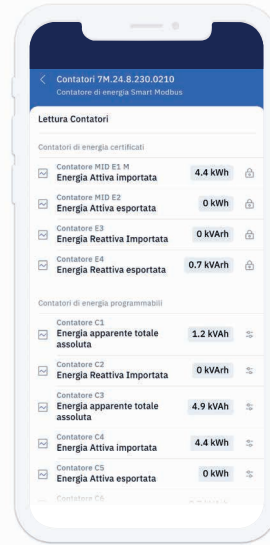 Contatori 7M.24.8.230.0210
Contatore di energia Smart Modbus
Lettura Contatori
Contatori di energia certificati
Contatore MID E1 M
Energia Attiva importata
4.4 kWh
Contatore MID E2
Energia Attiva esportata
0 kWh
Contatore E3
Energia Reattiva Importata
0 kVArh
Contatore E4
Energia Reattiva esportata
0.7 kVArh
Contatori di energia programmabili
Contatore C1
Energia apparente totale
assoluta
1.2 kVAh
Contatore C2
Energia Reattiva Importata
0 kVArh
Contatore C3
Energia apparente totale
assoluta
4.9 kVAh
Contatore C4
Energia Attiva importata
4.4 kWh
Contatore C5
Energia Attiva esportata
0 kWh
Contatore C6